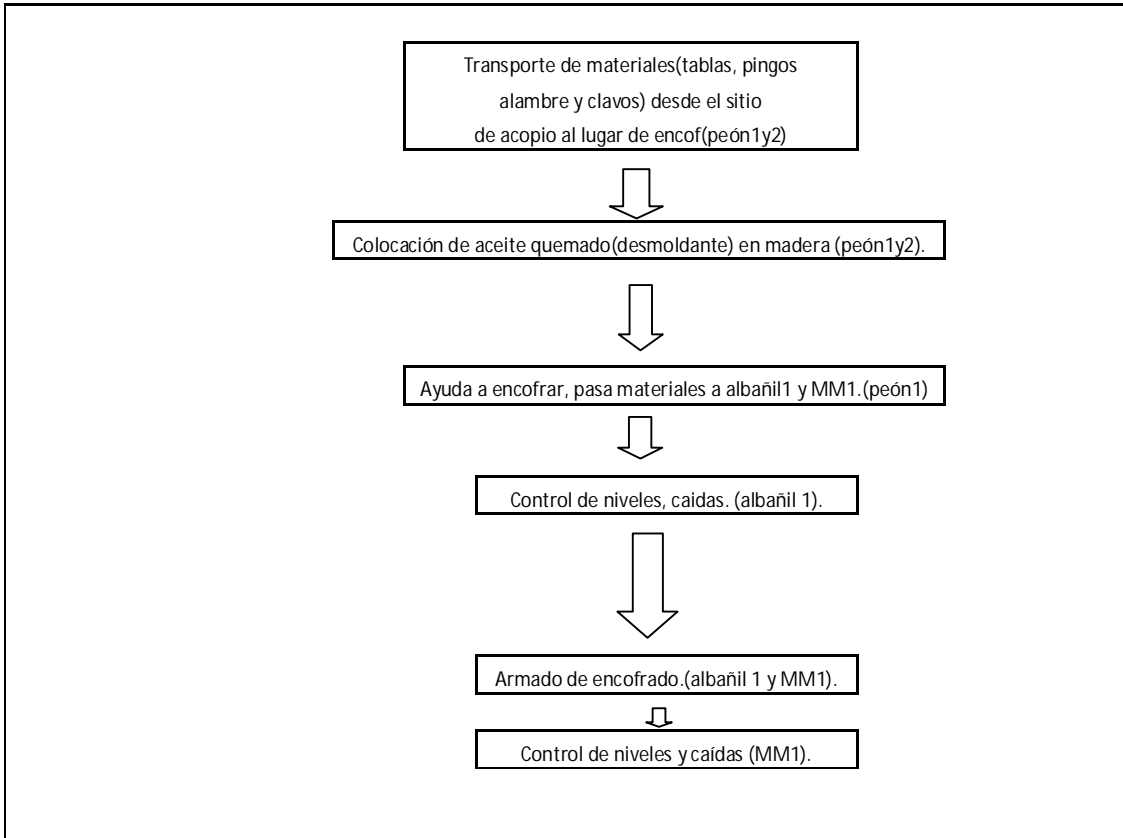 Transporte de materiales(tablas, pingos
alambre y clavos) desde el sitio
de acopio al lugar de encof(peón1y2)
Colocación de aceite quemado(desmoldante) en madera (peón1y2).
Ayuda a encofrar, pasa materiales a albañil1 y MM1.(peón1)
Control de niveles, caidas. (albañil 1).
Armado de encofrado.(albañil 1 y MM1).
Control de niveles y caídas (MM1).